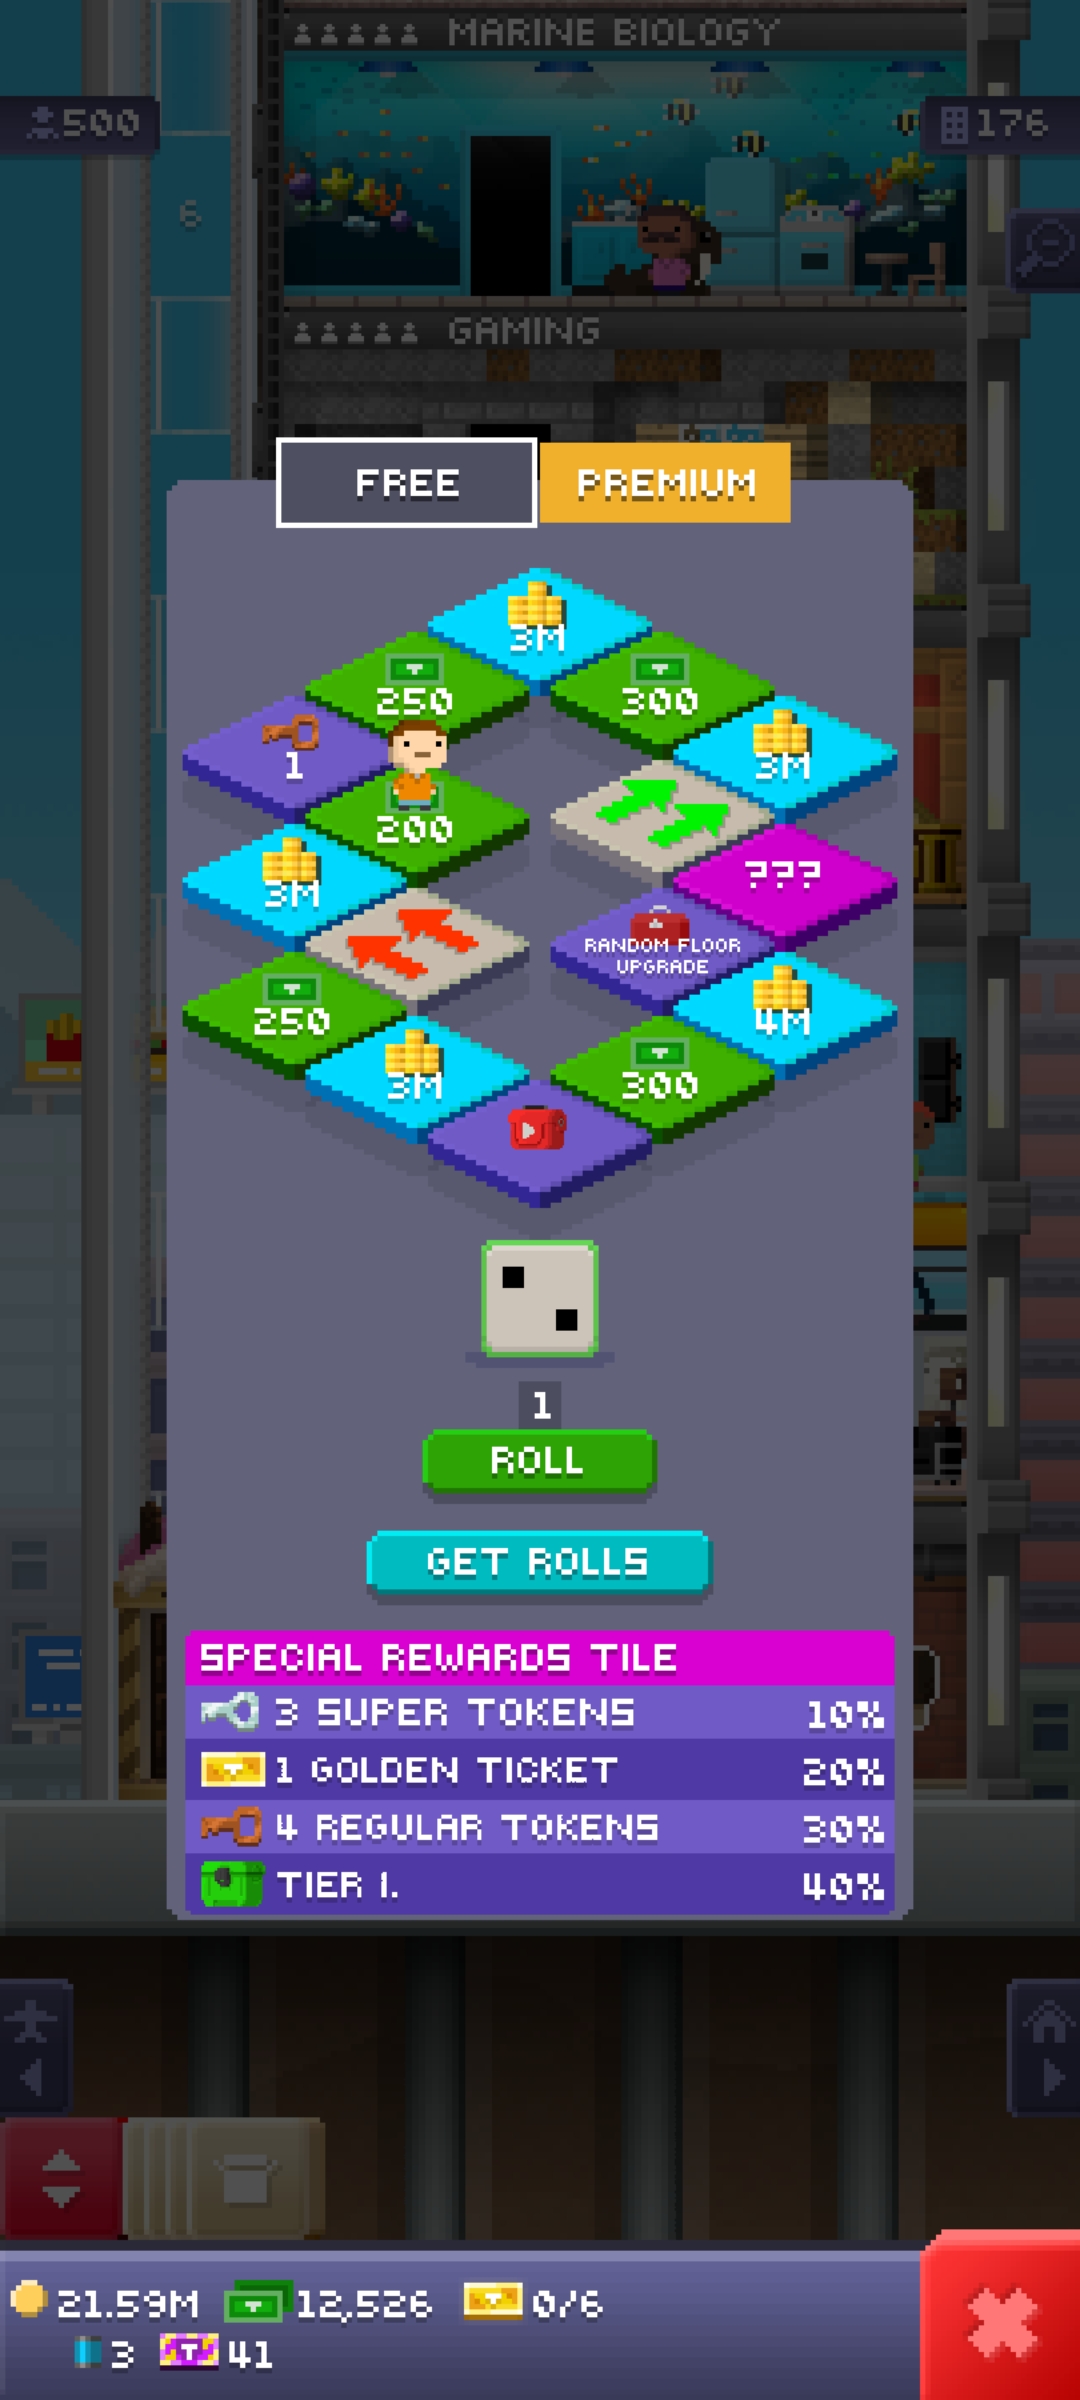 MARINE BIOLOGY
500
176
6
GAMING
FREE
PREMIUM
3M
250
300
1
3M
200
???
3M
RANDOM FLOOR
UPGRADE
250
4M
3M
300
1
ROLL
GET ROLLS
SPECIAL REWARDS TILE
3 SUPER TOKENS 10%
1 GOLDEN TICKET 20%
4 REGULAR TOKENS 30%
TIER 1. 40%
21.59M 12,526 0/6
3 41